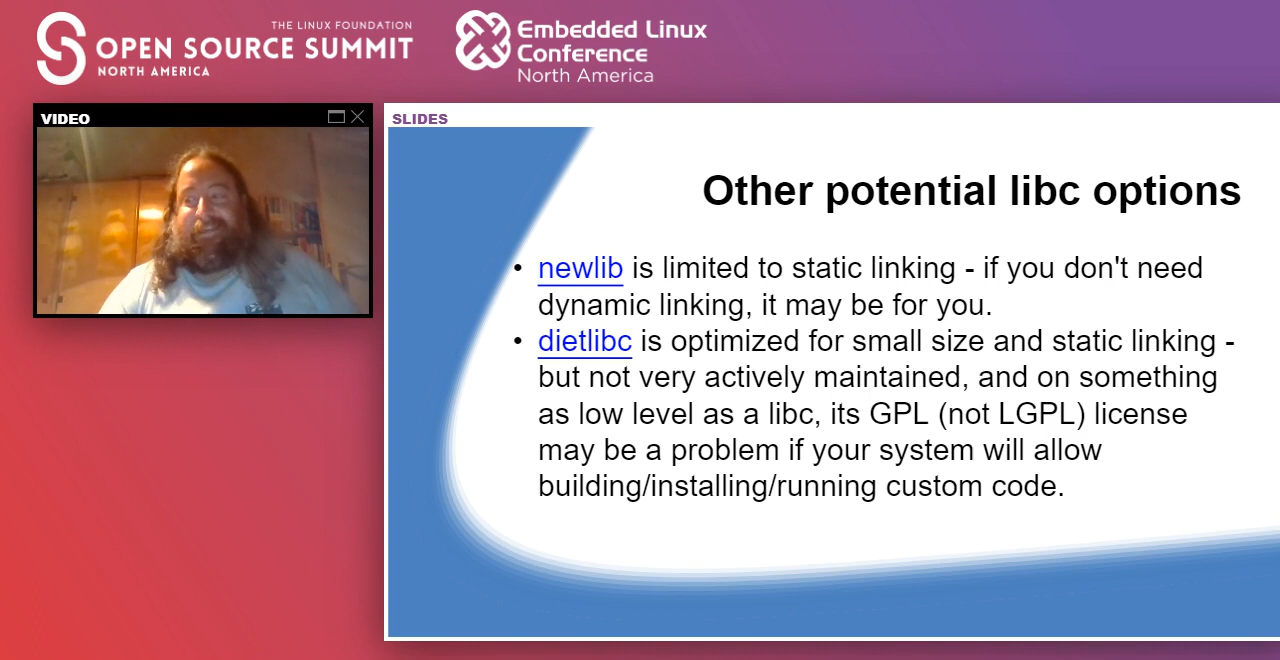 THE LINUX FOUNDATION
OPEN SOURCE SUMMIT
NORTH AMERICA
Embedded Linux
Conference
North America
VIDEO
SLIDES
Other potential libc options
• newlib is limited to static linking - if you don't need
dynamic linking, it may be for you.
• dietlibc is optimized for small size and static linking -
but not very actively maintained, and on something
as low level as a libc, its GPL (not LGPL) license
may be a problem if your system will allow
building/installing/running custom code.